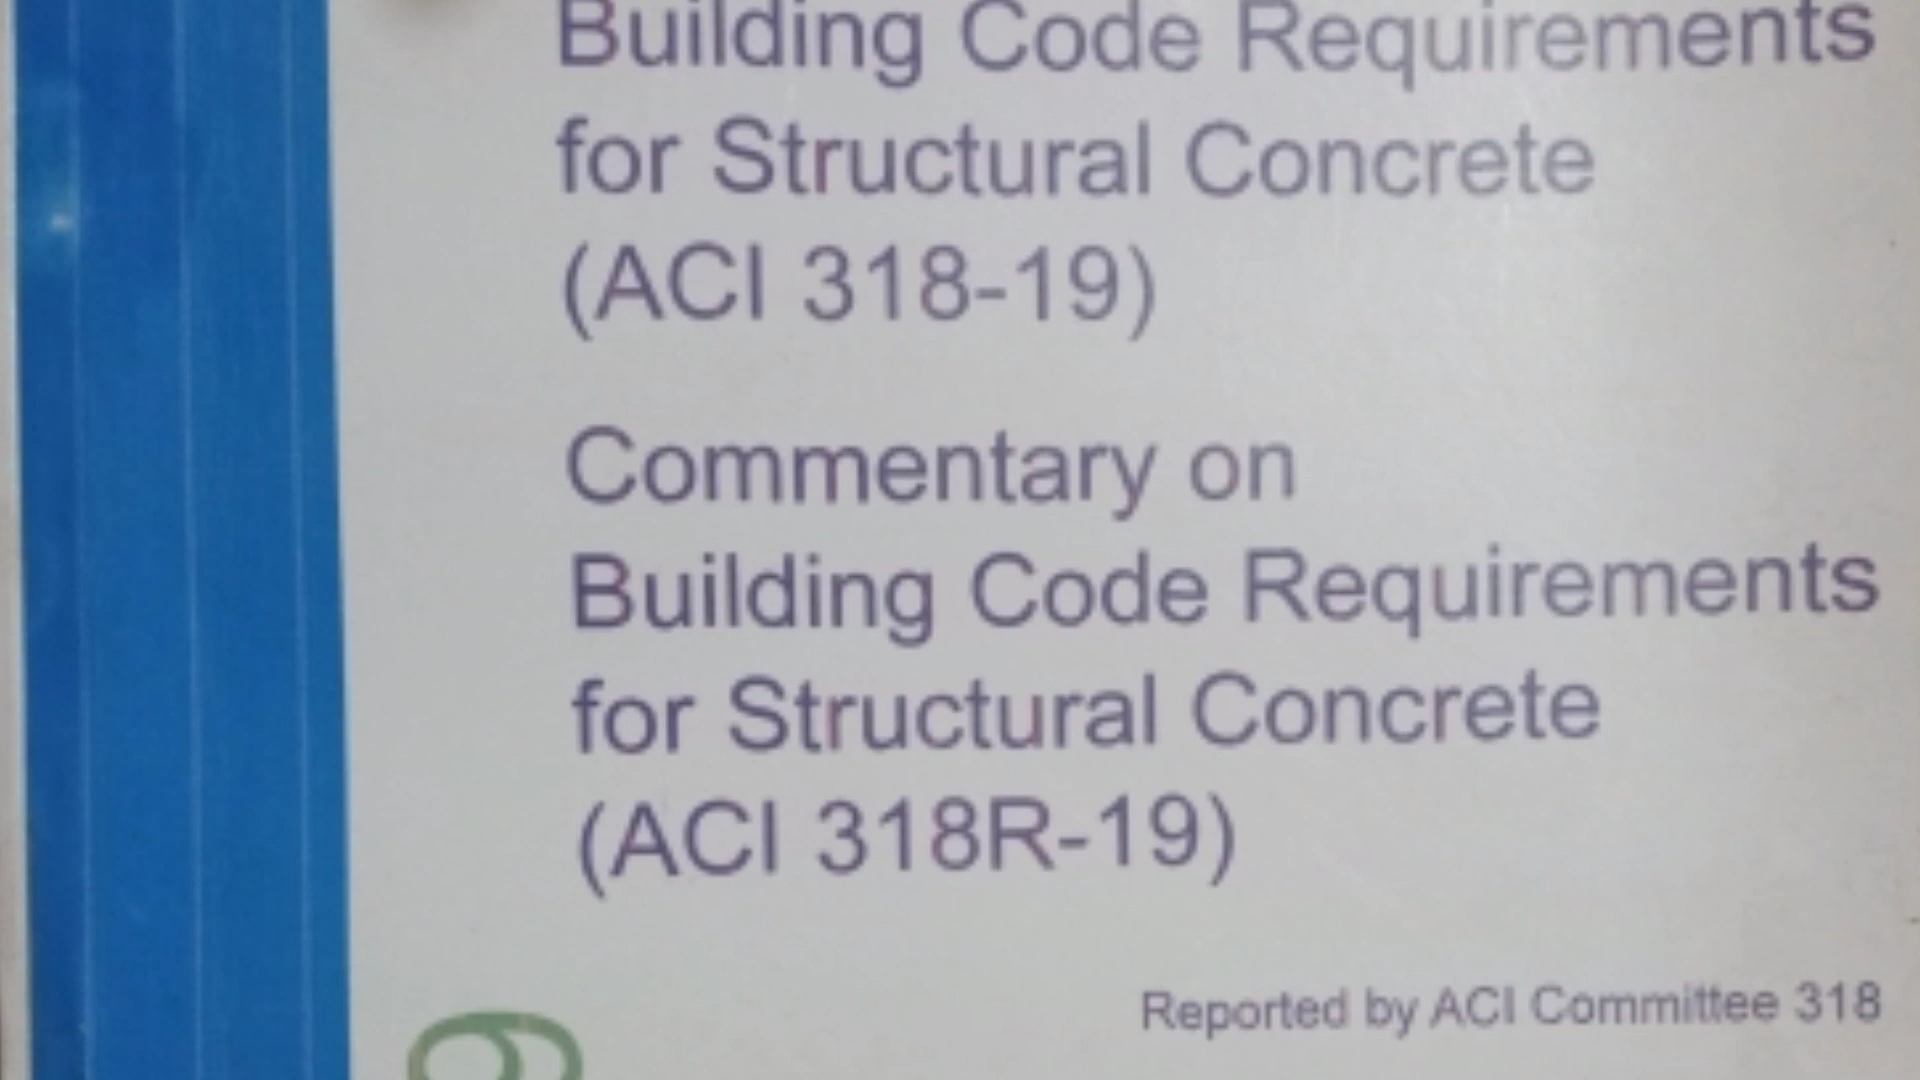 Building Code Requirements
for Structural Concrete
(ACI 318-19)
Commentary on
Building Code Requirements
for Structural Concrete
(ACI 318R-19)
Reported by ACI Committee 318